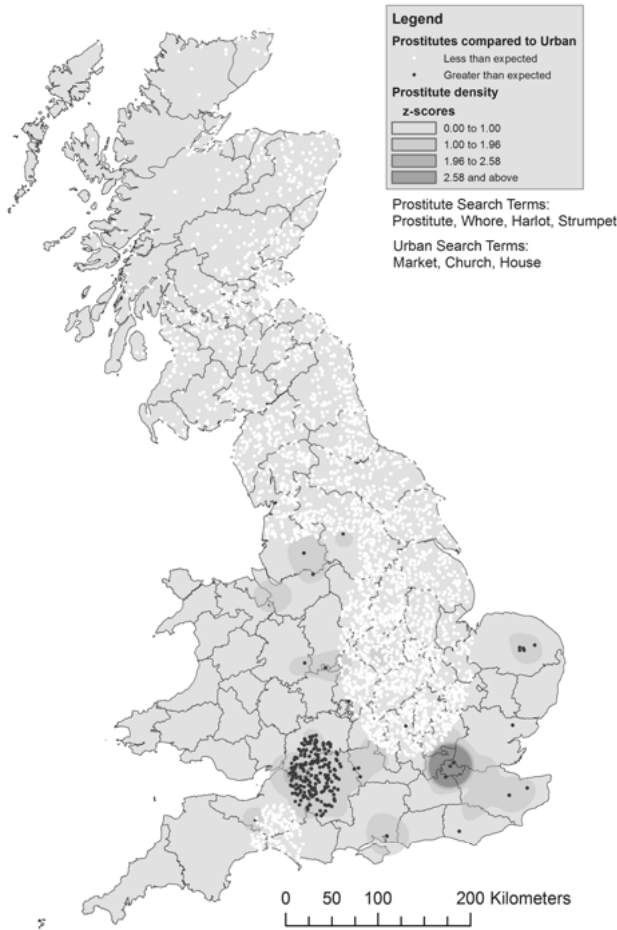 Legend
Prostitutes compared to Urban
Less than expected
Greater than expected
Prostitute density
z-scores
0.00 to 1.00
1.00 to 1.96
1.96 to 2.58
2.58 and above
Prostitute Search Terms:
Prostitute, Whore, Harlot, Strumpet
Urban Search Terms:
Market, Church, House
0 50 100 200 Kilometers